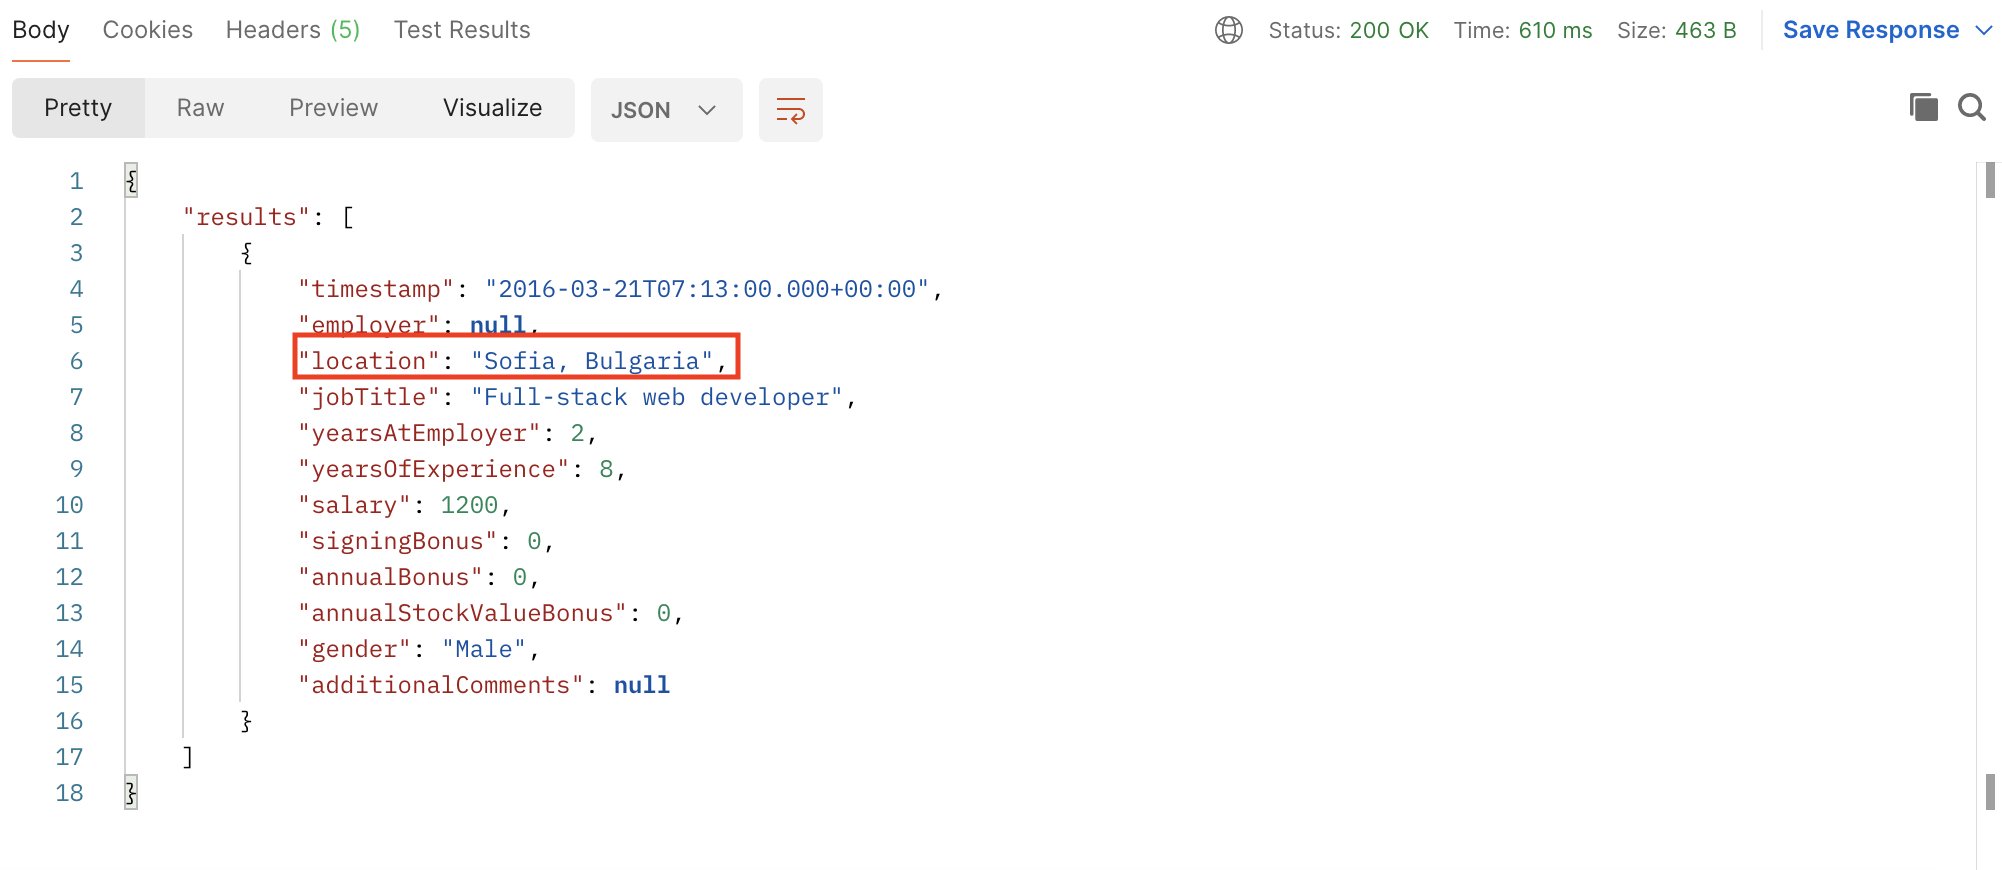 Body Cookies Headers (5) Test Results Status: 200 OK Time: 610 ms Size: 463 B Save Response
Pretty Raw Preview Visualize JSON
1 {
2 "results": [
3 {
4 "timestamp": "2016-03-21T07:13:00.000+00:00",
5 "employer": null,
6 "location": "Sofia, Bulgaria",
7 "jobTitle": "Full-stack web developer",
8 "yearsAtEmployer": 2,
9 "yearsOfExperience": 8,
10 "salary": 1200,
11 "signingBonus": 0,
12 "annualBonus": 0,
13 "annualStockValueBonus": 0,
14 "gender": "Male",
15 "additionalComments": null
16 }
17 ]
18 }